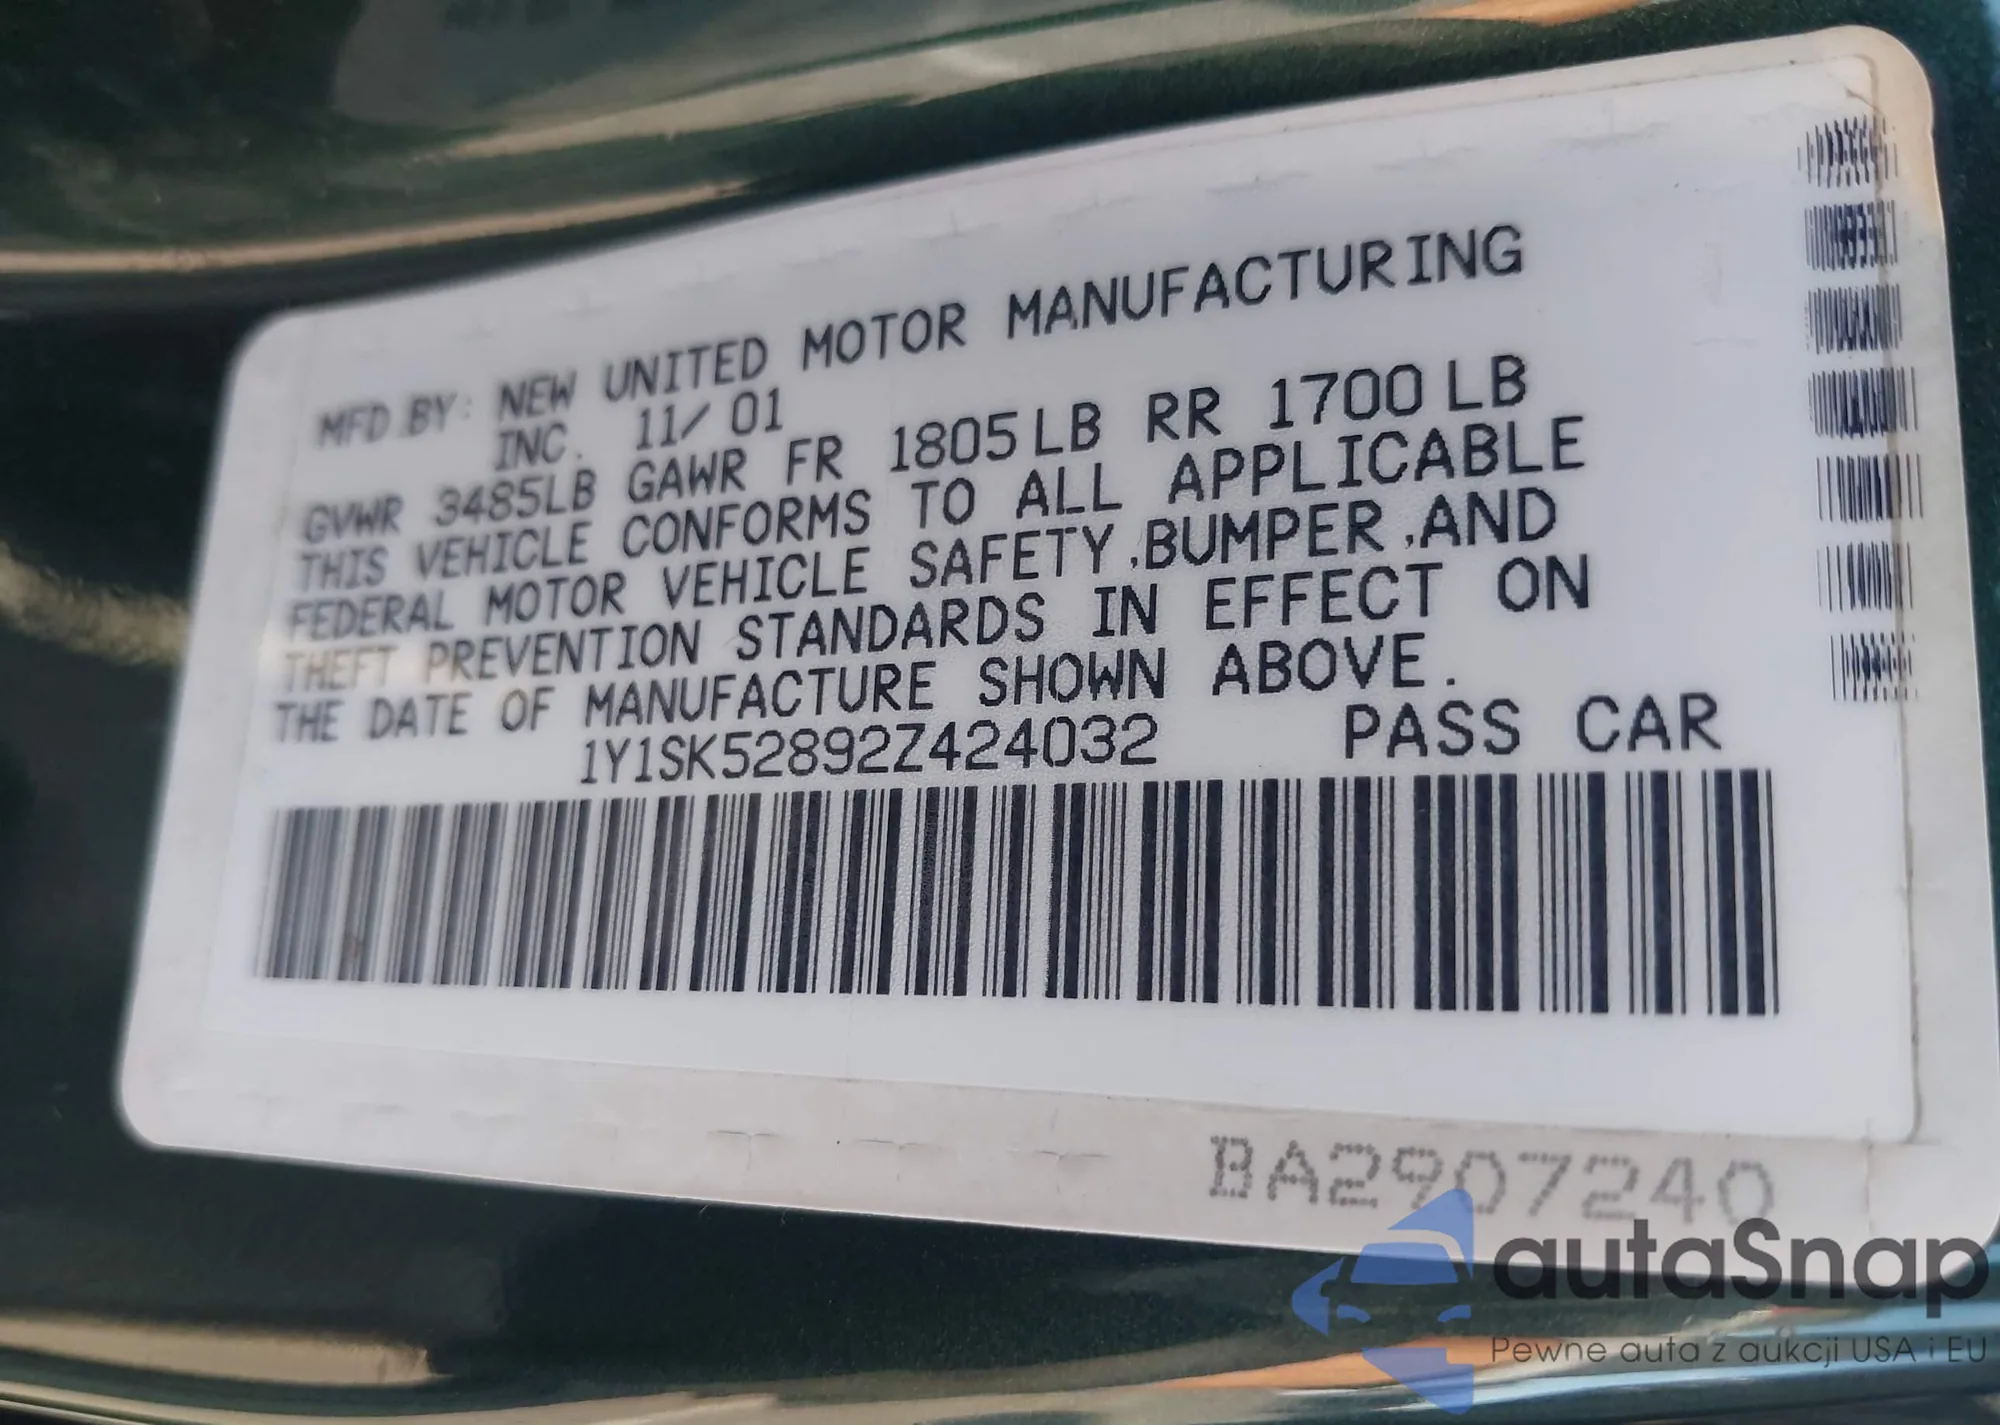 MFD.BY: NEW UNITED MOTOR MANUFACTURING
INC. 11/01
GVWR 3485LB GAWR FR 1805LB RR 1700LB
THIS VEHICLE CONFORMS TO ALL APPLICABLE
FEDERAL MOTOR VEHICLE SAFETY,BUMPER,AND
THEFT PREVENTION STANDARDS IN EFFECT ON
THE DATE OF MANUFACTURE SHOWN ABOVE.
1Y1SK52892Z424032 PASS CAR
BA2907240
autaSnap
Pewne auta z aukcji USA i EU